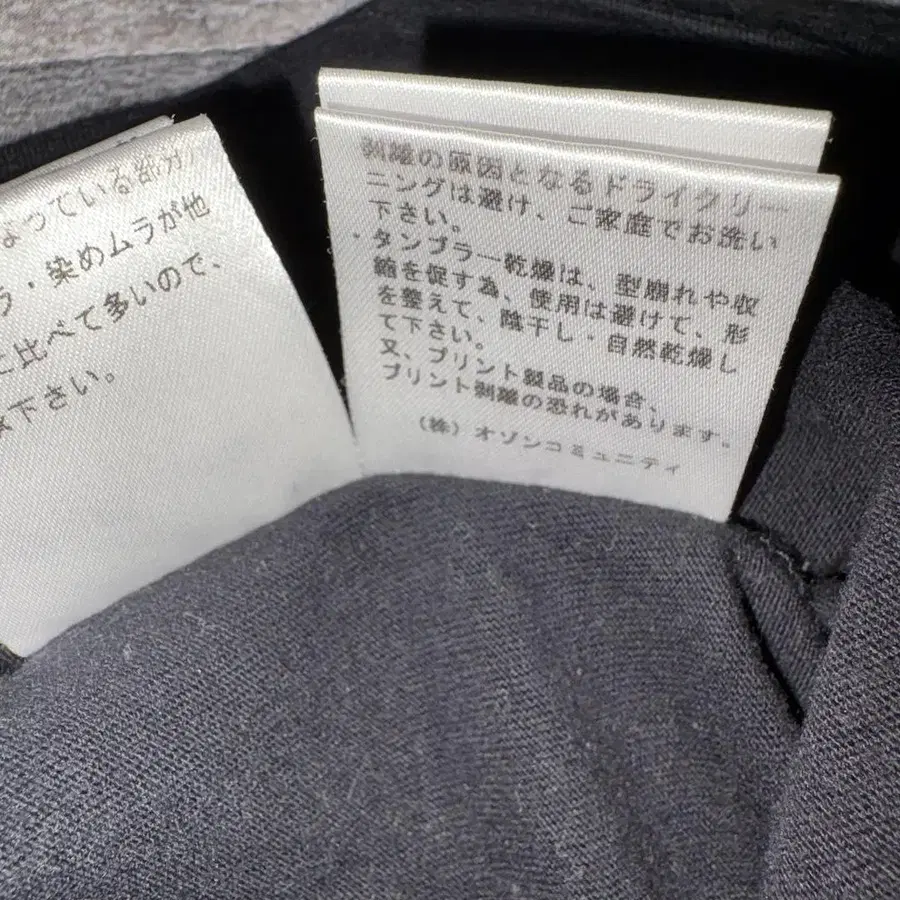 なっている部分
ラ・染めムラが他
に比べて多いので、
下さい。
剥離の原因となるドライクリー
ニングは避け、ご家庭でお洗い
下さい。
・タンブラー乾燥は、型崩れや収
縮を促す為、使用は避けて、形
を整えて、陰干し・自然乾燥し
て下さい。
又、プリント製品の場合、
プリント剥離の恐れがあります。
(株)オゾンコミュニティ